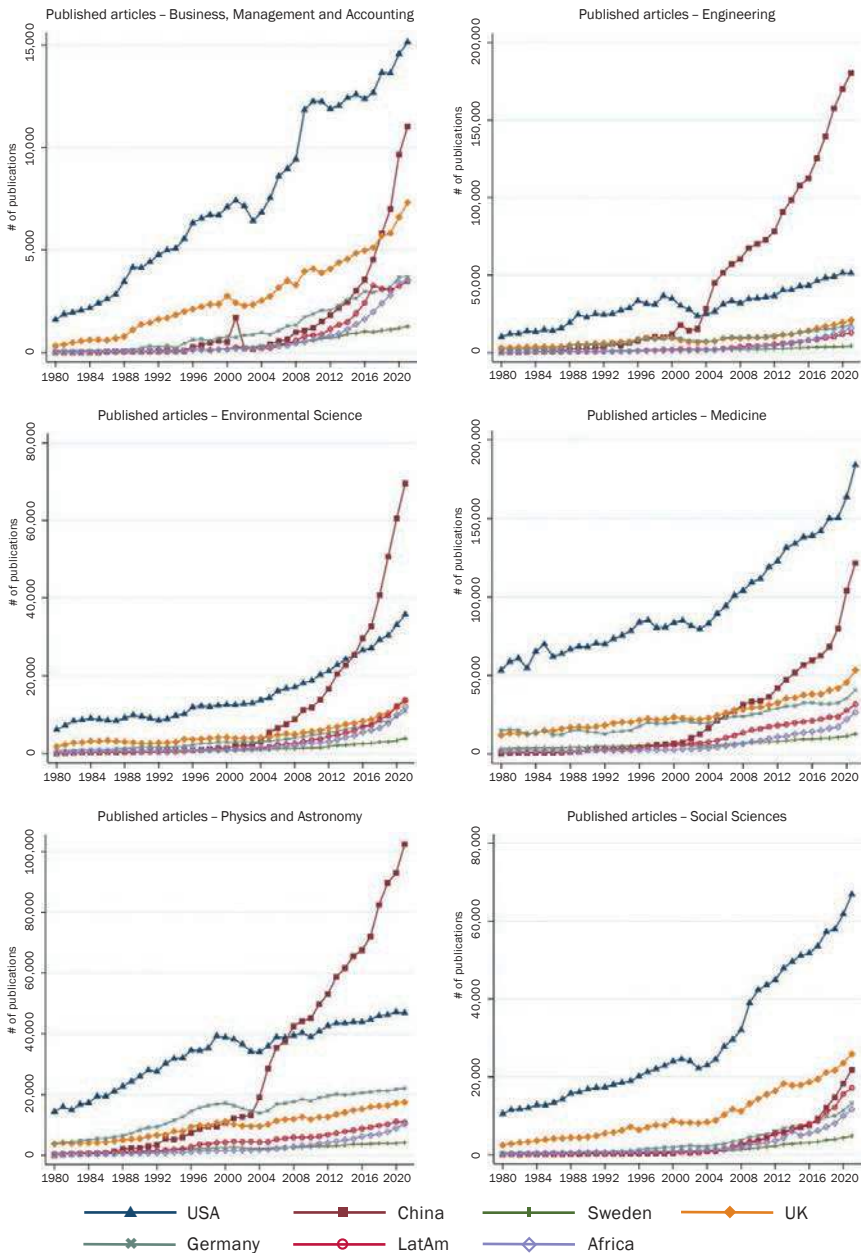 Published articles – Business, Management and Accounting
# of publications
15,000
10,000
5,000
0
1980 1984 1988 1992 1996 2000 2004 2008 2012 2016 2020
Published articles – Engineering
# of publications
200,000
150,000
100,000
50,000
0
1980 1984 1988 1992 1996 2000 2004 2008 2012 2016 2020
Published articles – Environmental Science
# of publications
80,000
60,000
40,000
20,000
0
1980 1984 1988 1992 1996 2000 2004 2008 2012 2016 2020
Published articles – Medicine
# of publications
200,000
150,000
100,000
50,000
0
1980 1984 1988 1992 1996 2000 2004 2008 2012 2016 2020
Published articles – Physics and Astronomy
# of publications
100,000
80,000
60,000
40,000
20,000
0
1980 1984 1988 1992 1996 2000 2004 2008 2012 2016 2020
Published articles – Social Sciences
# of publications
80,000
60,000
40,000
20,000
0
1980 1984 1988 1992 1996 2000 2004 2008 2012 2016 2020
USA China Sweden UK
Germany LatAm Africa